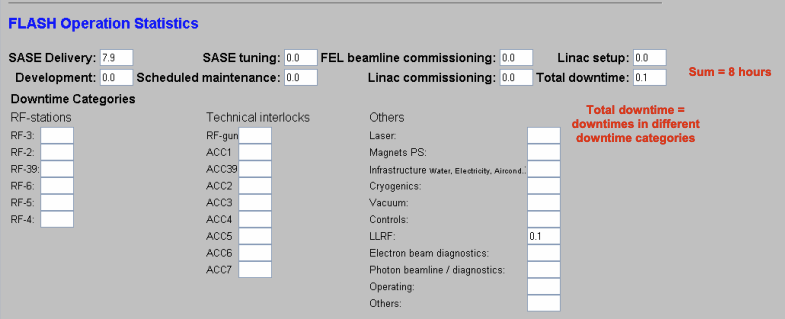 FLASH Operation Statistics
SASE Delivery: 7.9 SASE tuning: 0.0 FEL beamline commissioning: 0.0 Linac setup: 0.0
Sum = 8 hours
Development: 0.0 Scheduled maintenance: 0.0 Linac commissioning: 0.0 Total downtime: 0.1
Downtime Categories
Total downtime =
downtimes in different
downtime categories
RF-stations Technical interlocks Others
RF-3: RF-gun Laser:
RF-2: ACC1 Magnets PS:
RF-39: ACC39 Infrastructure Water, Electricity, Aircond.:
RF-6: ACC2 Cryogenics:
RF-5: ACC3 Vacuum:
RF-4: ACC4 Controls:
ACC5 LLRF: 0.1
ACC6 Electron beam diagnostics:
ACC7 Photon beamline / diagnostics:
Operating:
Others: